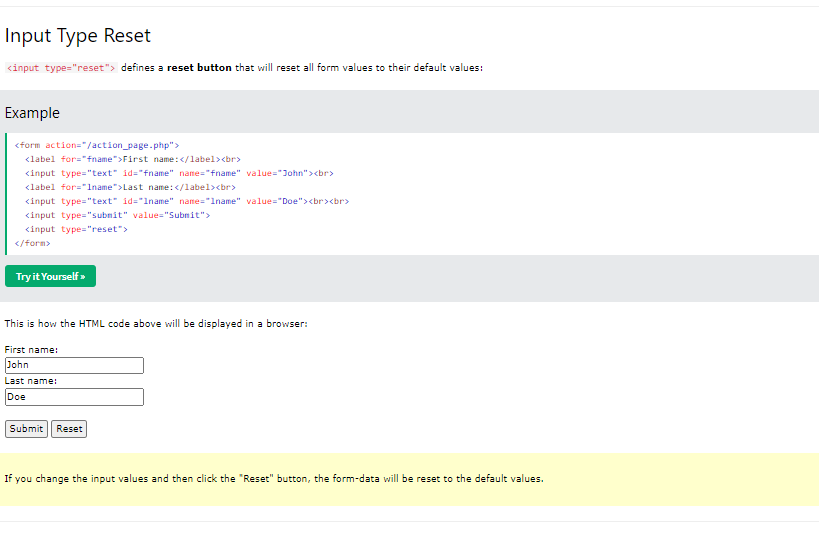 Input Type Reset
<input type="reset"> defines a reset button that will reset all form values to their default values:
Example
<form action="/action_page.php">
<label for="fname">First name:</label><br>
<input type="text" id="fname" name="fname" value="John"><br>
<label for="lname">Last name:</label><br>
<input type="text" id="lname" name="lname" value="Doe"><br><br>
<input type="submit" value="Submit">
<input type="reset">
</form>
Try it Yourself »
This is how the HTML code above will be displayed in a browser:
First name:
John
Last name:
Doe
Submit Reset
If you change the input values and then click the "Reset" button, the form-data will be reset to the default values.